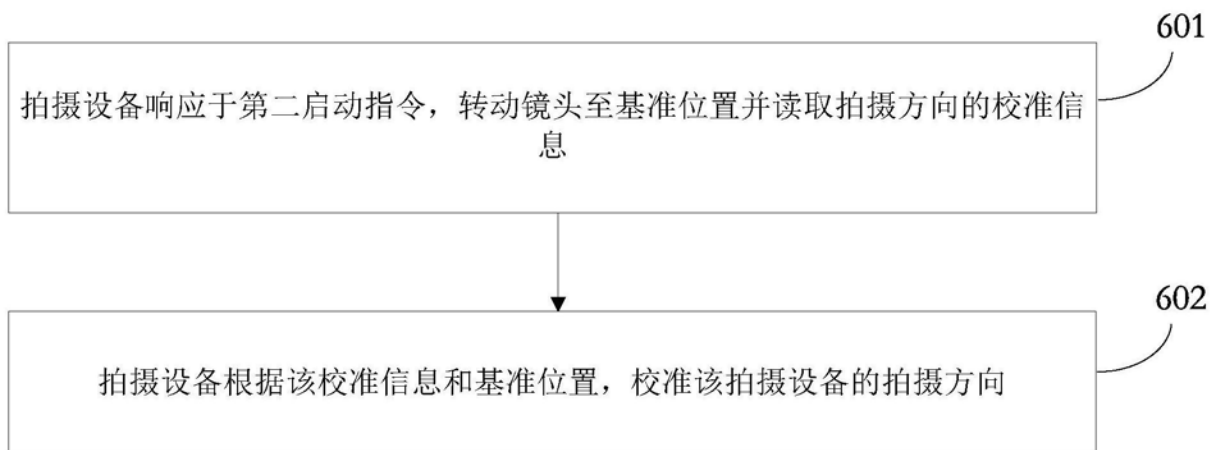 601
拍摄设备响应于第二启动指令，转动镜头至基准位置并读取拍摄方向的校准信
息
602
拍摄设备根据该校准信息和基准位置，校准该拍摄设备的拍摄方向